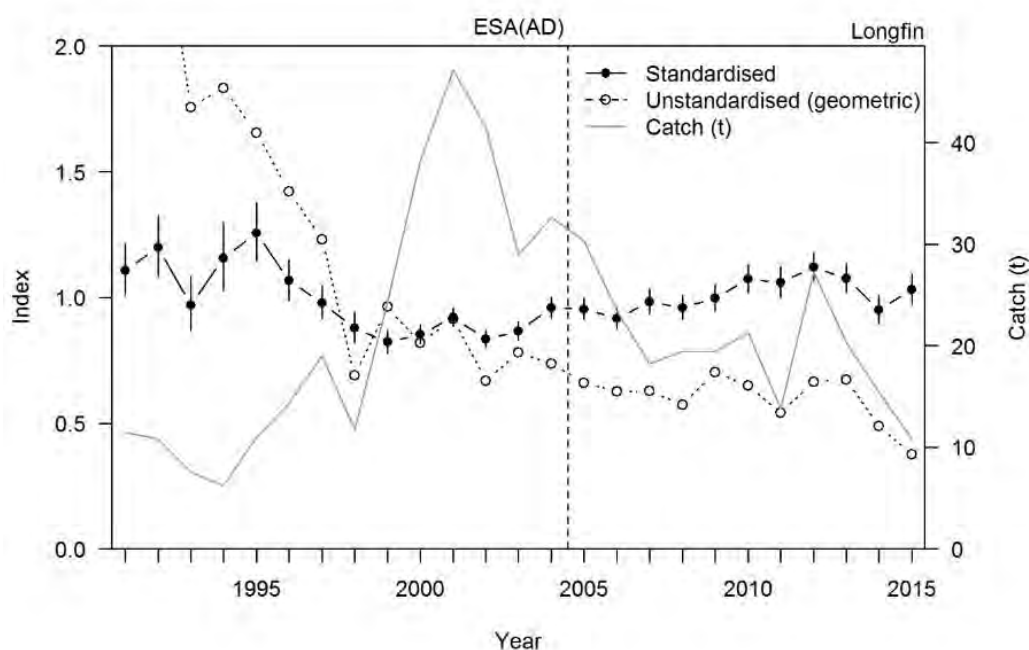 ESA(AD)
Longfin
Standardised
Unstandardised (geometric)
Catch (t)
2.0
1.5
1.0
0.5
0.0
Index
40
30
20
10
0
Catch (t)
1995
2000
2005
2010
2015
Year